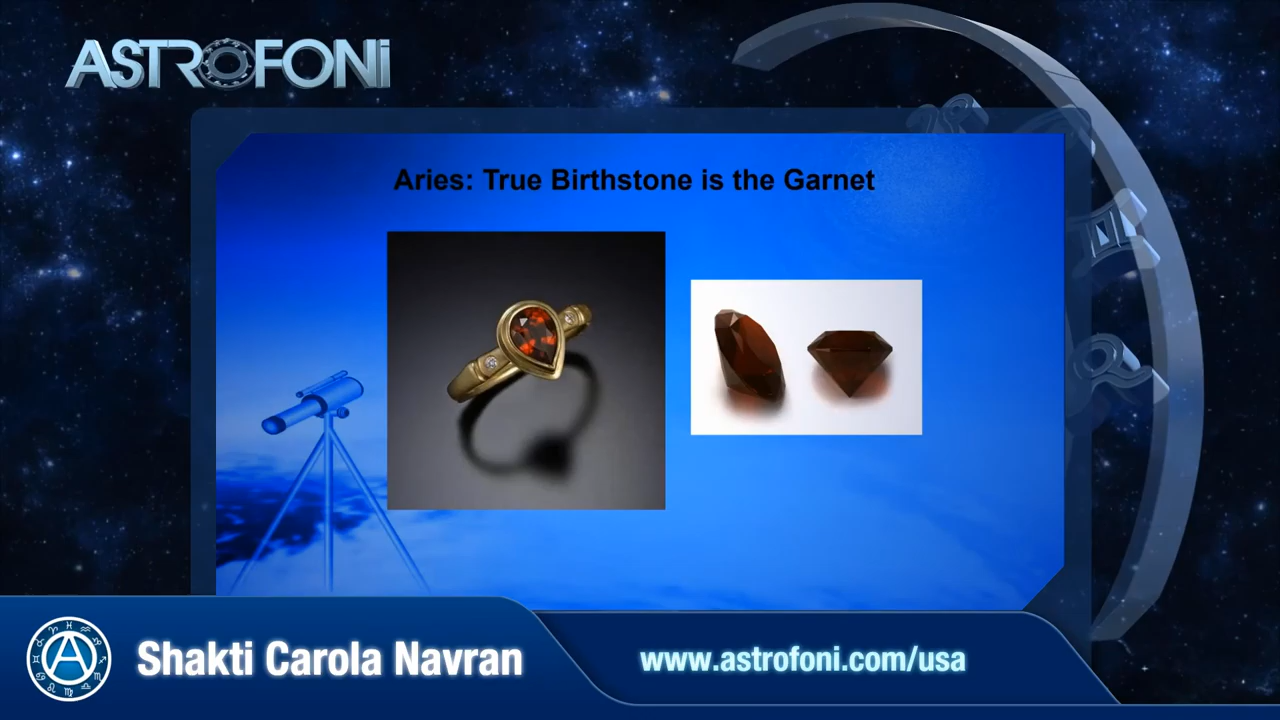 ASTROFONi
Aries: True Birthstone is the Garnet
Shakti Carola Navran
www.astrofoni.com/usa